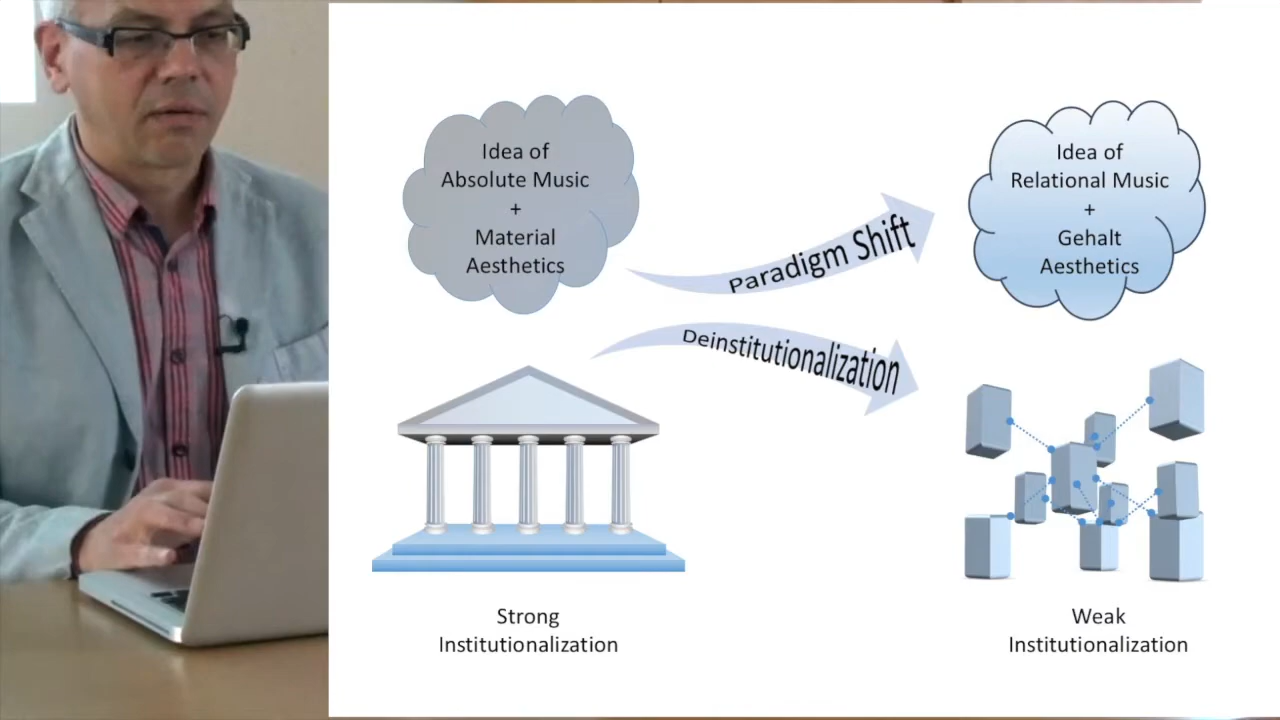 Idea of
Absolute Music
+
Material
Aesthetics
Paradigm Shift
Idea of
Relational Music
+
Gehalt
Aesthetics
Deinstitutionalization
Strong
Institutionalization
Weak
Institutionalization